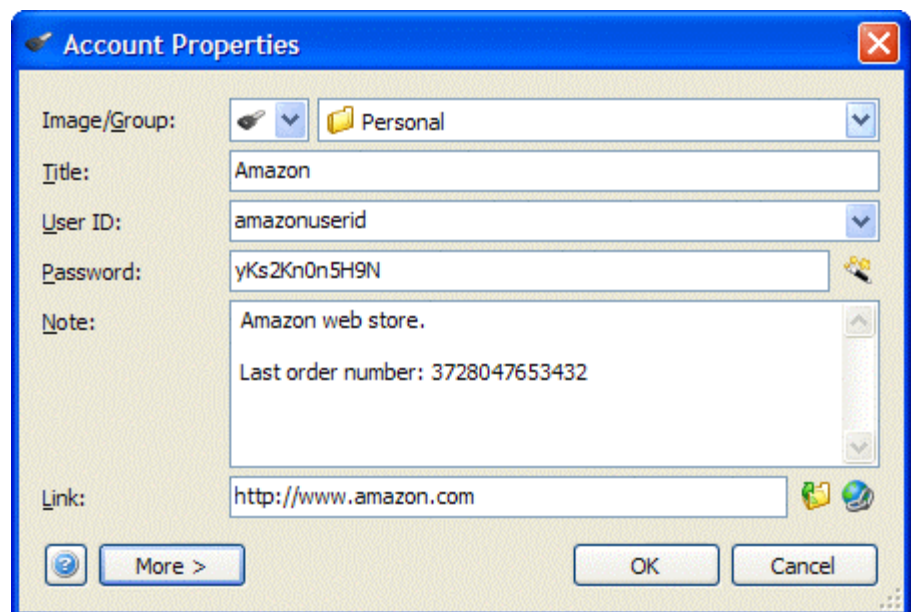 Account Properties
Image/Group: Personal
Title: Amazon
User ID: amazonuserid
Password: yKs2Kn0n5H9N
Note: Amazon web store.
Last order number: 3728047653432
Link: http://www.amazon.com
More > OK Cancel